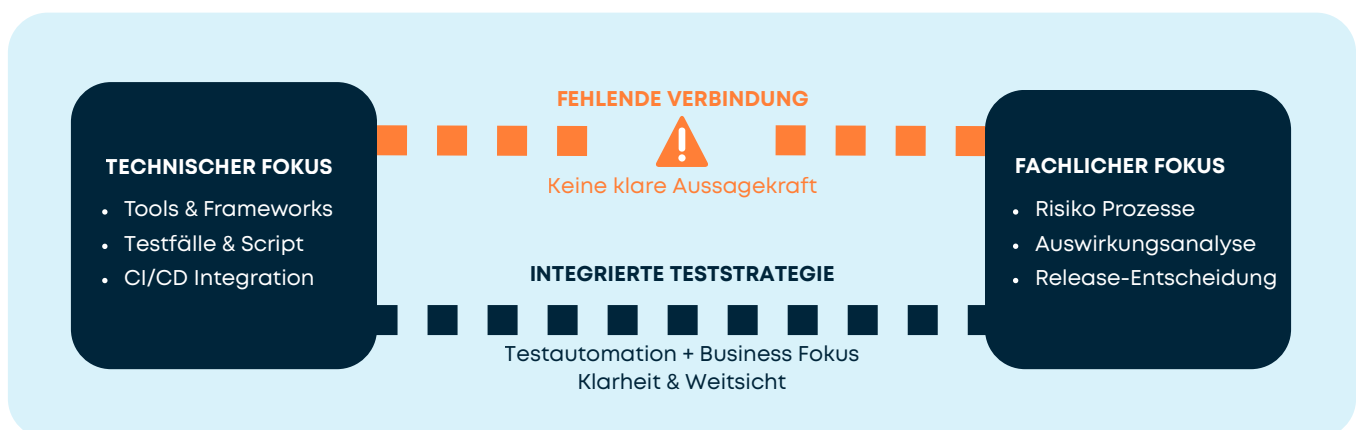 TECHNISCHER FOKUS
• Tools & Frameworks
• Testfälle & Script
• CI/CD Integration
FEHLENDE VERBINDUNG
Keine klare Aussagekraft
INTEGRIERTE TESTSTRATEGIE
Testautomation + Business Fokus
Klarheit & Weitsicht
FACHLICHER FOKUS
• Risiko Prozesse
• Auswirkungsanalyse
• Release-Entscheidung